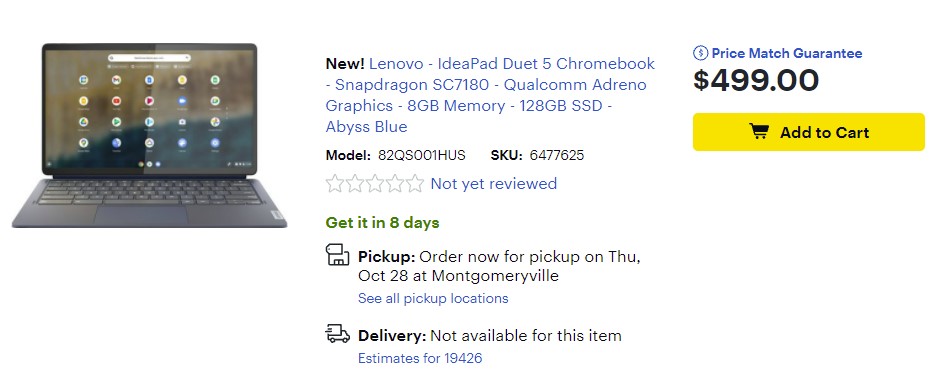 New! Lenovo - IdeaPad Duet 5 Chromebook
- Snapdragon SC7180 - Qualcomm Adreno
Graphics - 8GB Memory - 128GB SSD -
Abyss Blue
Model: 82QS001HUS SKU: 6477625
Not yet reviewed
Get it in 8 days
Pickup: Order now for pickup on Thu,
Oct 28 at Montgomeryville
See all pickup locations
Delivery: Not available for this item
Estimates for 19426
Price Match Guarantee
$499.00
Add to Cart